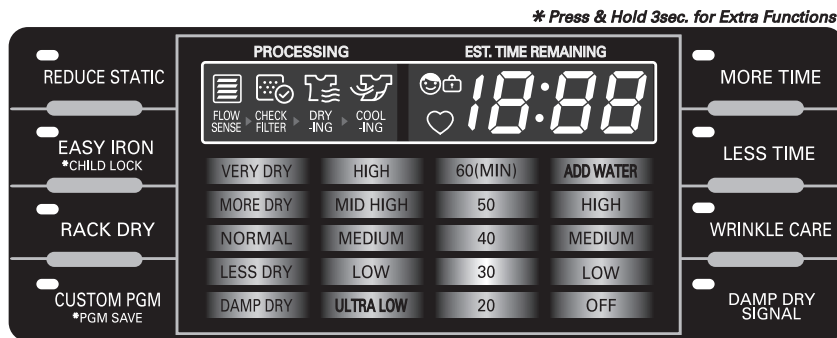 * Press & Hold 3sec. for Extra Functions
PROCESSING
EST. TIME REMAINING
REDUCE STATIC
EASY IRON
*CHILD LOCK
RACK DRY
CUSTOM PGM
*PGM SAVE
FLOW SENSE
CHECK FILTER
DRY -ING
COOL -ING
18:88
VERY DRY HIGH 60(MIN) ADD WATER
MORE DRY MID HIGH 50 HIGH
NORMAL MEDIUM 40 MEDIUM
LESS DRY LOW 30 LOW
DAMP DRY ULTRA LOW 20 OFF
MORE TIME
LESS TIME
WRINKLE CARE
DAMP DRY
SIGNAL